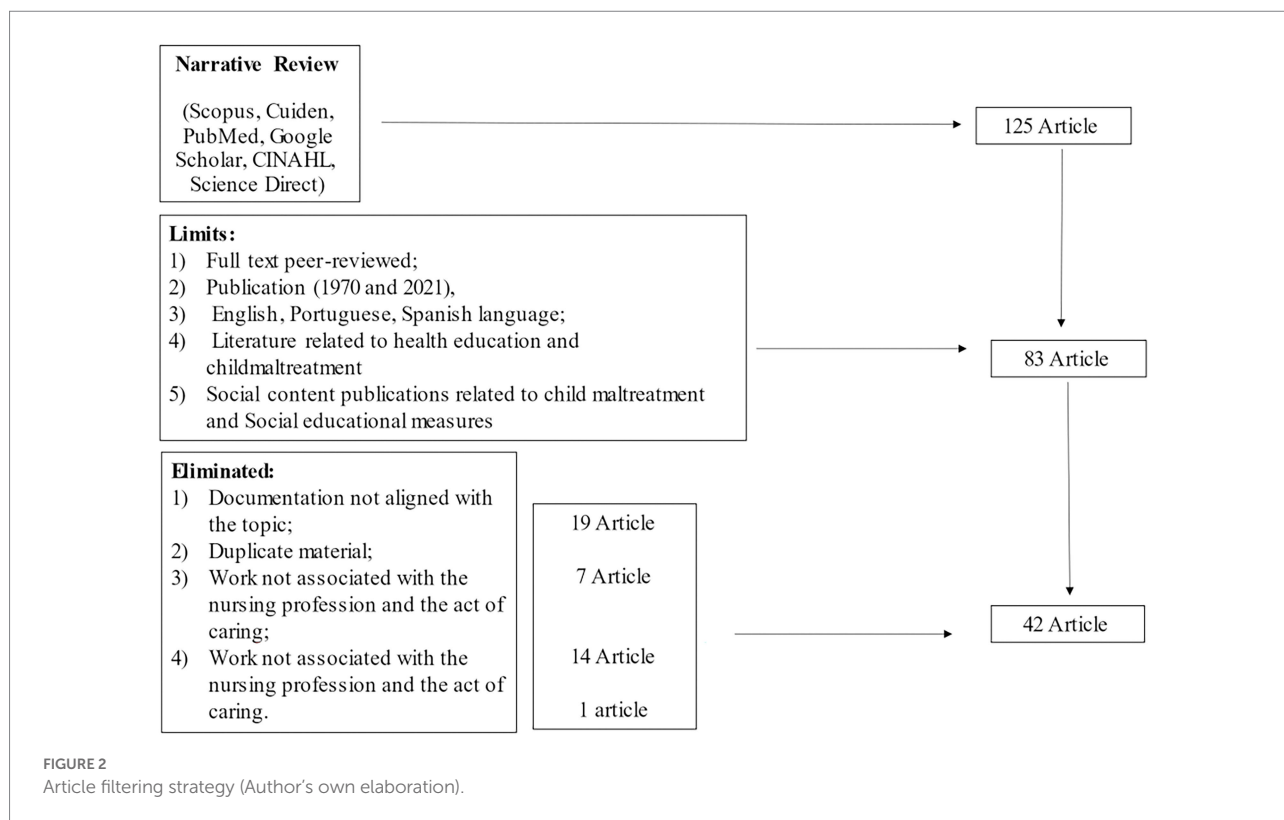 Narrative Review
(Scopus, Cuiden,
PubMed, Google
Scholar, CINAHL,
Science Direct)
125 Article
Limits:
1) Full text peer-reviewed;
2) Publication (1970 and 2021),
3) English, Portuguese, Spanish language;
4) Literature related to health education and
childmaltreatment
5) Social content publications related to child maltreatment
and Social educational measures
83 Article
Eliminated:
1) Documentation not aligned with
the topic;
2) Duplicate material;
3) Work not associated with the
nursing profession and the act of
caring;
4) Work not associated with the
nursing profession and the act of
caring.
19 Article
7 Article
14 Article
1 article
42 Article
FIGURE 2
Article filtering strategy (Author's own elaboration).